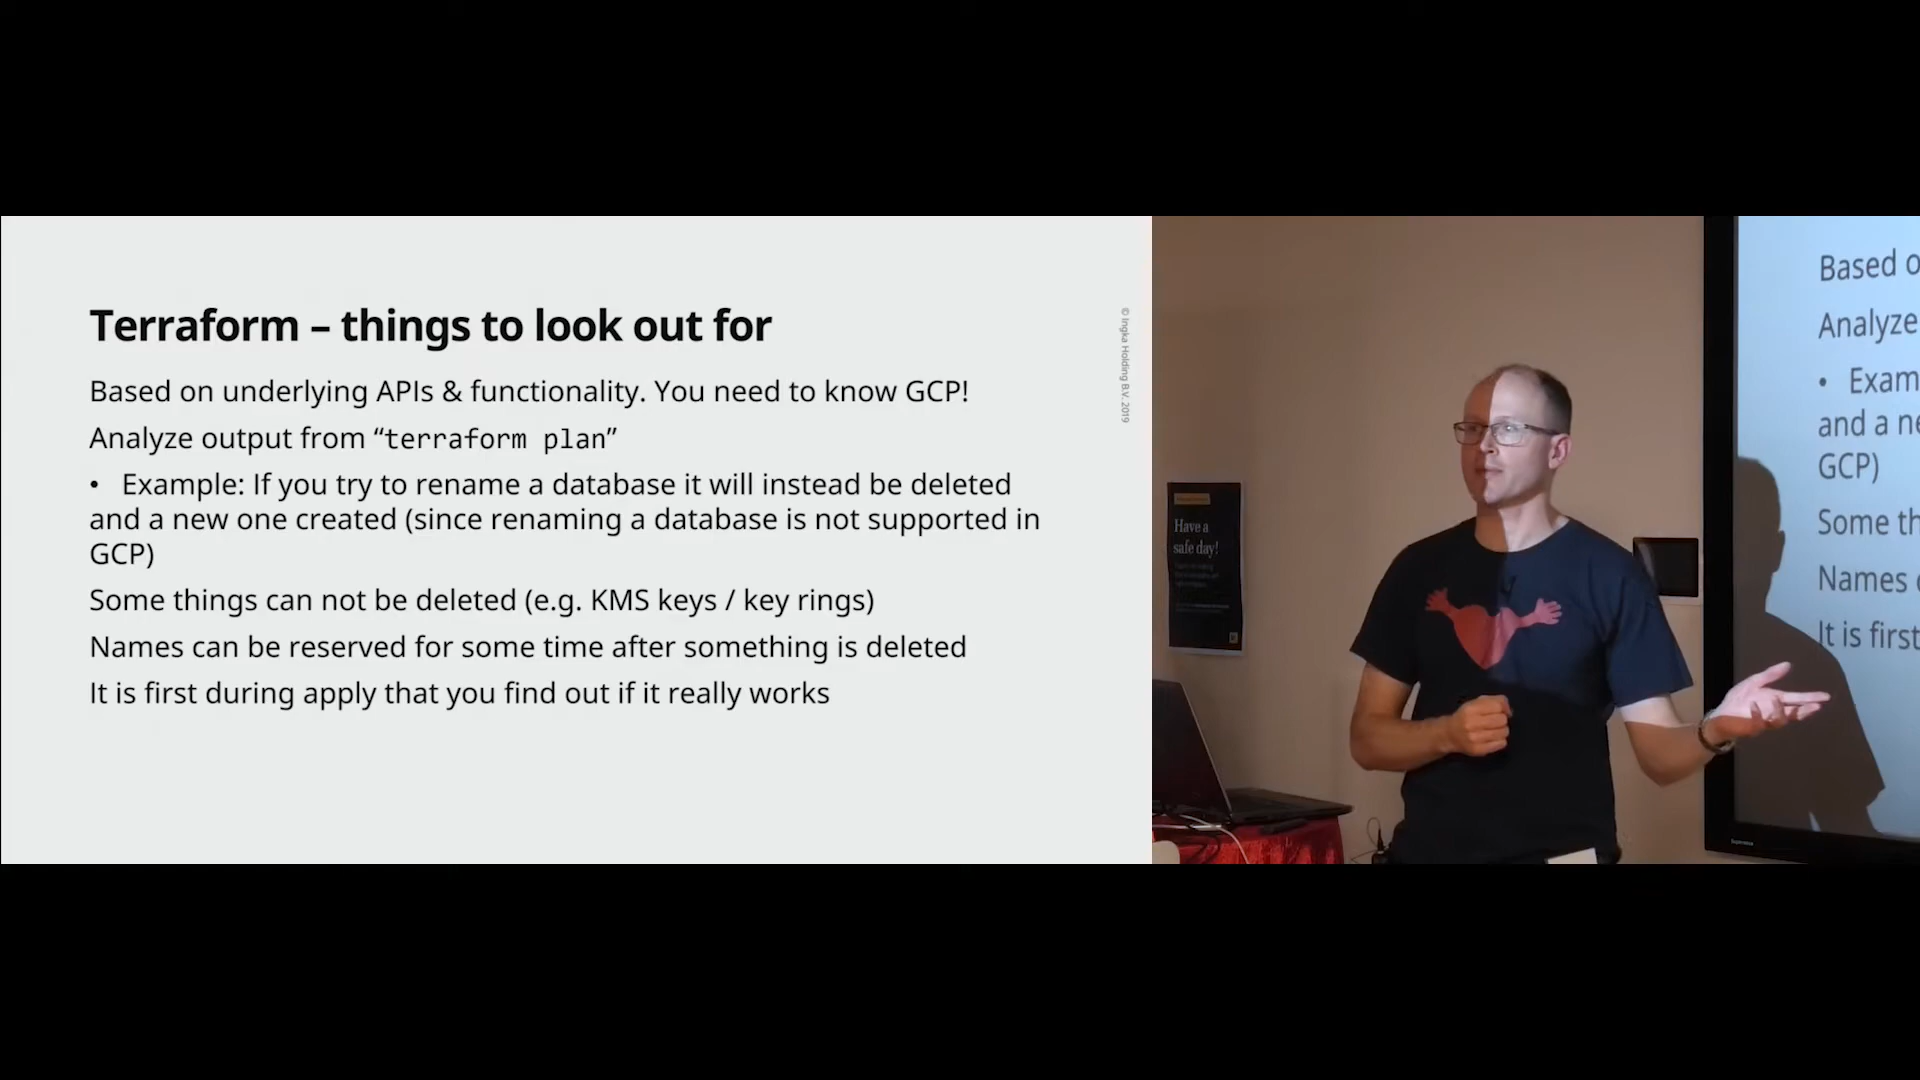 Terraform – things to look out for
Based on underlying APIs & functionality. You need to know GCP!
Analyze output from “terraform plan”
• Example: If you try to rename a database it will instead be deleted
and a new one created (since renaming a database is not supported in
GCP)
Some things can not be deleted (e.g. KMS keys / key rings)
Names can be reserved for some time after something is deleted
It is first during apply that you find out if it really works
© Ingka Holding B.V. 2019
Have a
safe day!
Based o
Analyze
• Exam
and a ne
GCP)
Some th
Names
It is first